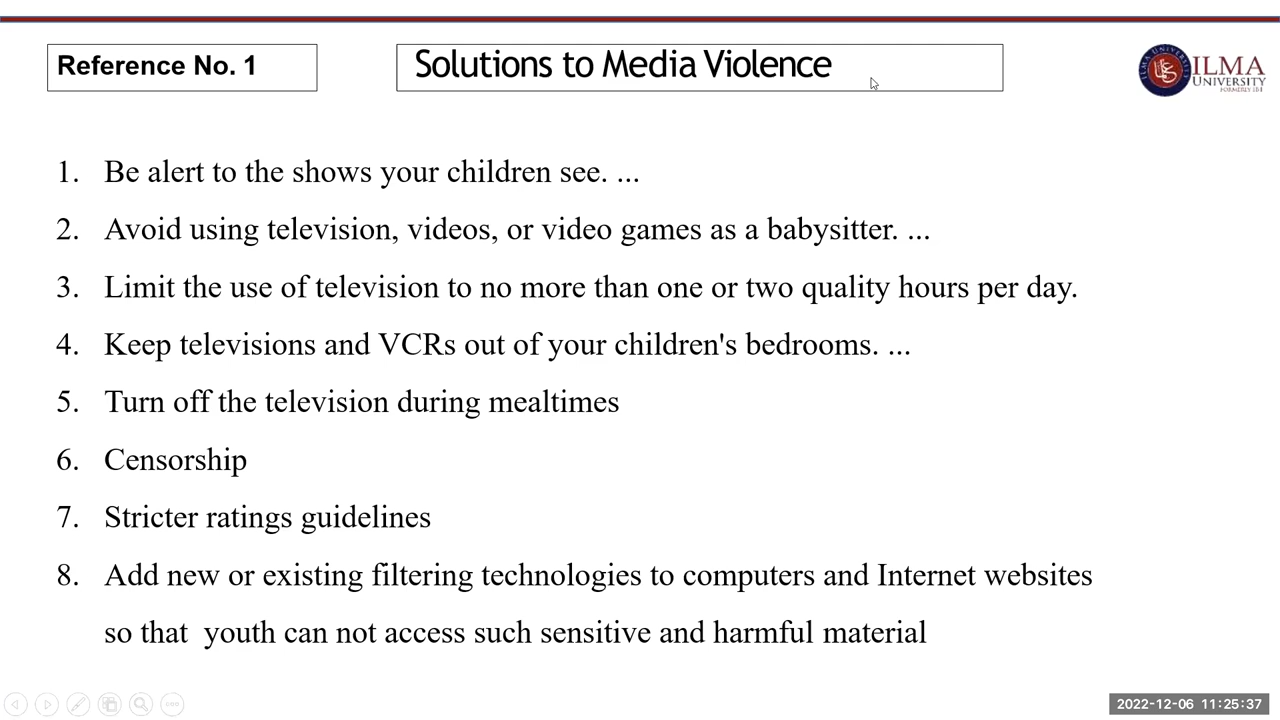 Reference No. 1
Solutions to Media Violence
ILMA
UNIVERSITY
FORMERLY IBT
1. Be alert to the shows your children see. ...
2. Avoid using television, videos, or video games as a babysitter. ...
3. Limit the use of television to no more than one or two quality hours per day.
4. Keep televisions and VCRs out of your children's bedrooms. ...
5. Turn off the television during mealtimes
6. Censorship
7. Stricter ratings guidelines
8. Add new or existing filtering technologies to computers and Internet websites
so that  youth can not access such sensitive and harmful material
2022-12-06 11:25:37